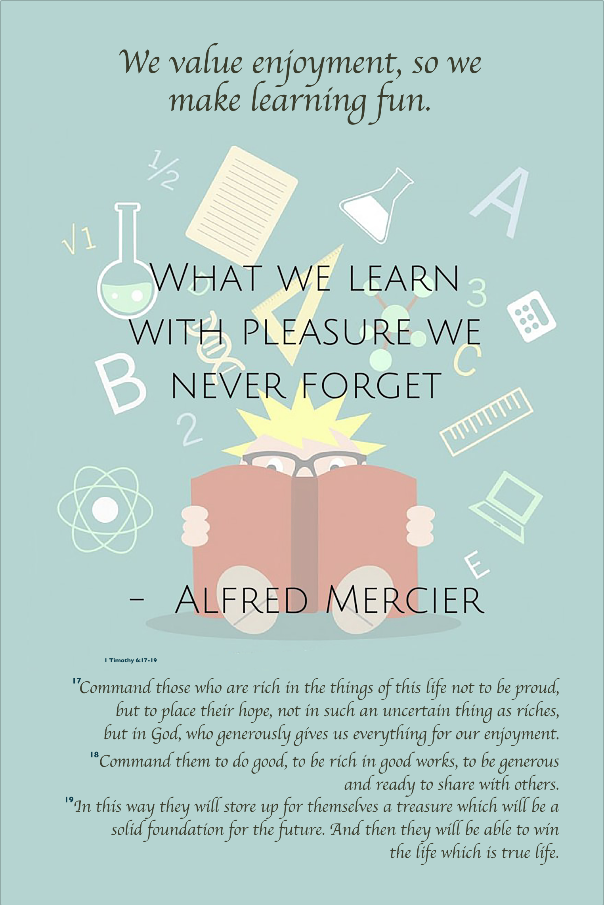 We value enjoyment, so we
make learning fun.
1/2
√1
A
What we learn
3
with pleasure we
C
B
never forget
2
E
- Alfred Mercier
1 Timothy 6:17-19
17Command those who are rich in the things of this life not to be proud,
but to place their hope, not in such an uncertain thing as riches,
but in God, who generously gives us everything for our enjoyment.
18Command them to do good, to be rich in good works, to be generous
and ready to share with others.
19In this way they will store up for themselves a treasure which will be a
solid foundation for the future. And then they will be able to win
the life which is true life.